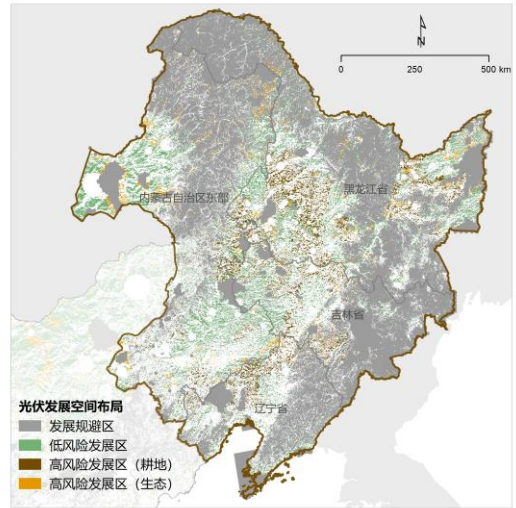 N
0
250
500 km
黑龙江省
内蒙古自治区东部
吉林省
辽宁省
光伏发展空间布局
发展规避区
低风险发展区
高风险发展区（耕地）
高风险发展区（生态）